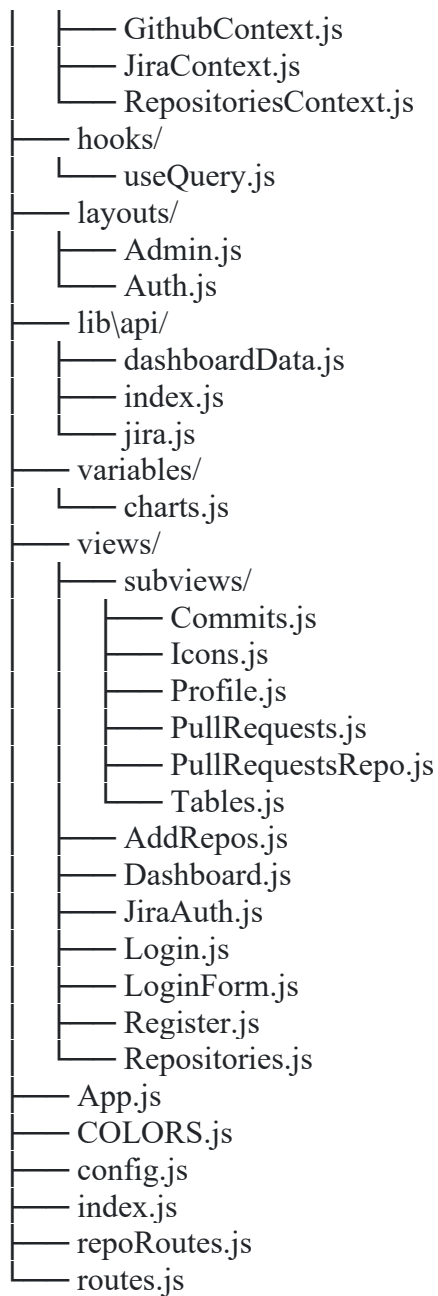 GithubContext.js
JiraContext.js
RepositoriesContext.js
hooks/
useQuery.js
layouts/
Admin.js
Auth.js
lib\api/
dashboardData.js
index.js
jira.js
variables/
charts.js
views/
subviews/
Commits.js
Icons.js
Profile.js
PullRequests.js
PullRequestsRepo.js
Tables.js
AddRepos.js
Dashboard.js
JiraAuth.js
Login.js
LoginForm.js
Register.js
Repositories.js
App.js
COLORS.js
config.js
index.js
repoRoutes.js
routes.js